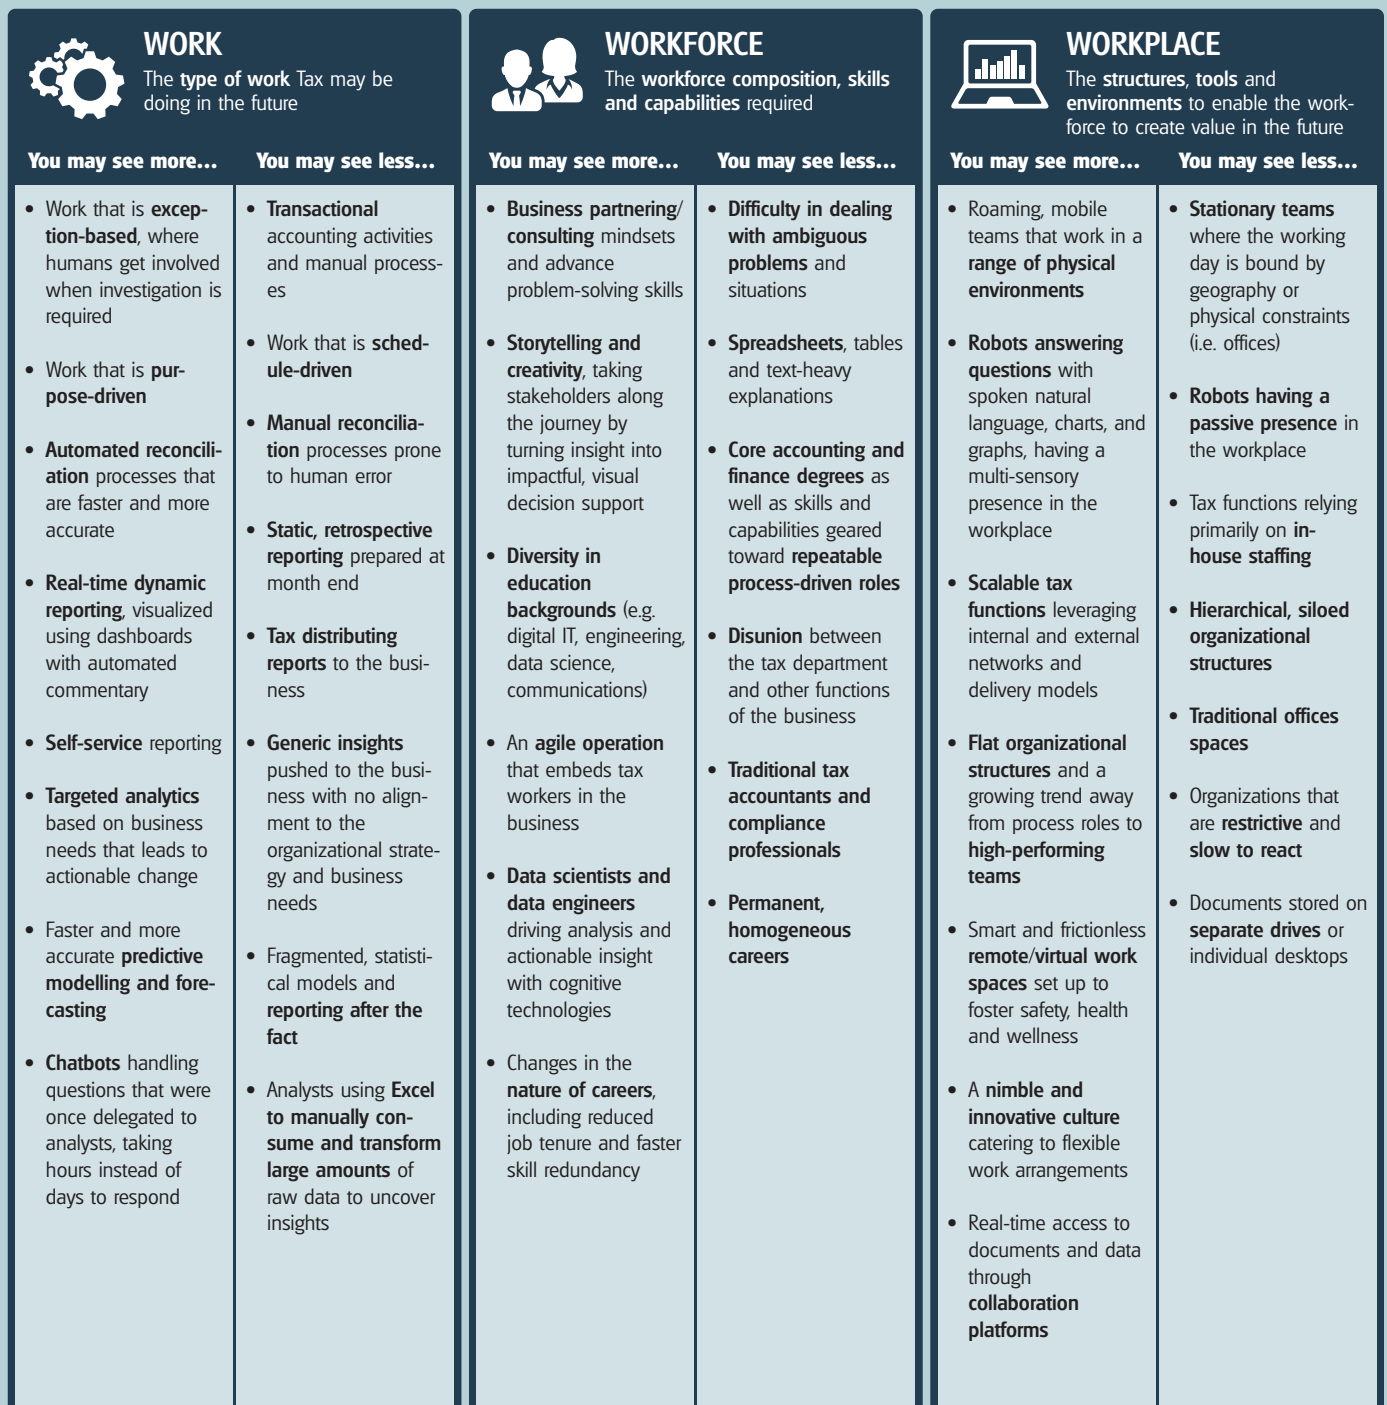 WORK
The type of work Tax may be
doing in the future
You may see more...
• Work that is excep-
tion-based, where
humans get involved
when investigation is
required
• Work that is pur-
pose-driven
• Automated reconcili-
ation processes that
are faster and more
accurate
• Real-time dynamic
reporting, visualized
using dashboards
with automated
commentary
• Self-service reporting
• Targeted analytics
based on business
needs that leads to
actionable change
• Faster and more
accurate predictive
modelling and fore-
casting
• Chatbots handling
questions that were
once delegated to
analysts, taking
hours instead of
days to respond
You may see less...
• Transactional
accounting activities
and manual process-
es
• Work that is sched-
ule-driven
• Manual reconcilia-
tion processes prone
to human error
• Static, retrospective
reporting prepared at
month end
• Tax distributing
reports to the busi-
ness
• Generic insights
pushed to the busi-
ness with no align-
ment to the
organizational strate-
gy and business
needs
• Fragmented, statisti-
cal models and
reporting after the
fact
• Analysts using Excel
to manually con-
sume and transform
large amounts of
raw data to uncover
insights
WORKFORCE
The workforce composition, skills
and capabilities required
You may see more...
• Business partnering/
consulting mindsets
and advance
problem-solving skills
• Storytelling and
creativity, taking
stakeholders along
the journey by
turning insight into
impactful, visual
decision support
• Diversity in
education
backgrounds (e.g.
digital IT, engineering,
data science,
communications)
• An agile operation
that embeds tax
workers in the
business
• Data scientists and
data engineers
driving analysis and
actionable insight
with cognitive
technologies
• Changes in the
nature of careers,
including reduced
job tenure and faster
skill redundancy
You may see less...
• Difficulty in dealing
with ambiguous
problems and
situations
• Spreadsheets, tables
and text-heavy
explanations
• Core accounting and
finance degrees as
well as skills and
capabilities geared
toward repeatable
process-driven roles
• Disunion between
the tax department
and other functions
of the business
• Traditional tax
accountants and
compliance
professionals
• Permanent,
homogeneous
careers
WORKPLACE
The structures, tools and
environments to enable the work-
force to create value in the future
You may see more...
• Roaming, mobile
teams that work in a
range of physical
environments
• Robots answering
questions with
spoken natural
language, charts, and
graphs, having a
multi-sensory
presence in the
workplace
• Scalable tax
functions leveraging
internal and external
networks and
delivery models
• Flat organizational
structures and a
growing trend away
from process roles to
high-performing
teams
• Smart and frictionless
remote/virtual work
spaces set up to
foster safety, health
and wellness
• A nimble and
innovative culture
catering to flexible
work arrangements
• Real-time access to
documents and data
through
collaboration
platforms
You may see less...
• Stationary teams
where the working
day is bound by
geography or
physical constraints
(i.e. offices)
• Robots having a
passive presence in
the workplace
• Tax functions relying
primarily on in-
house staffing
• Hierarchical, siloed
organizational
structures
• Traditional offices
spaces
• Organizations that
are restrictive and
slow to react
• Documents stored on
separate drives or
individual desktops